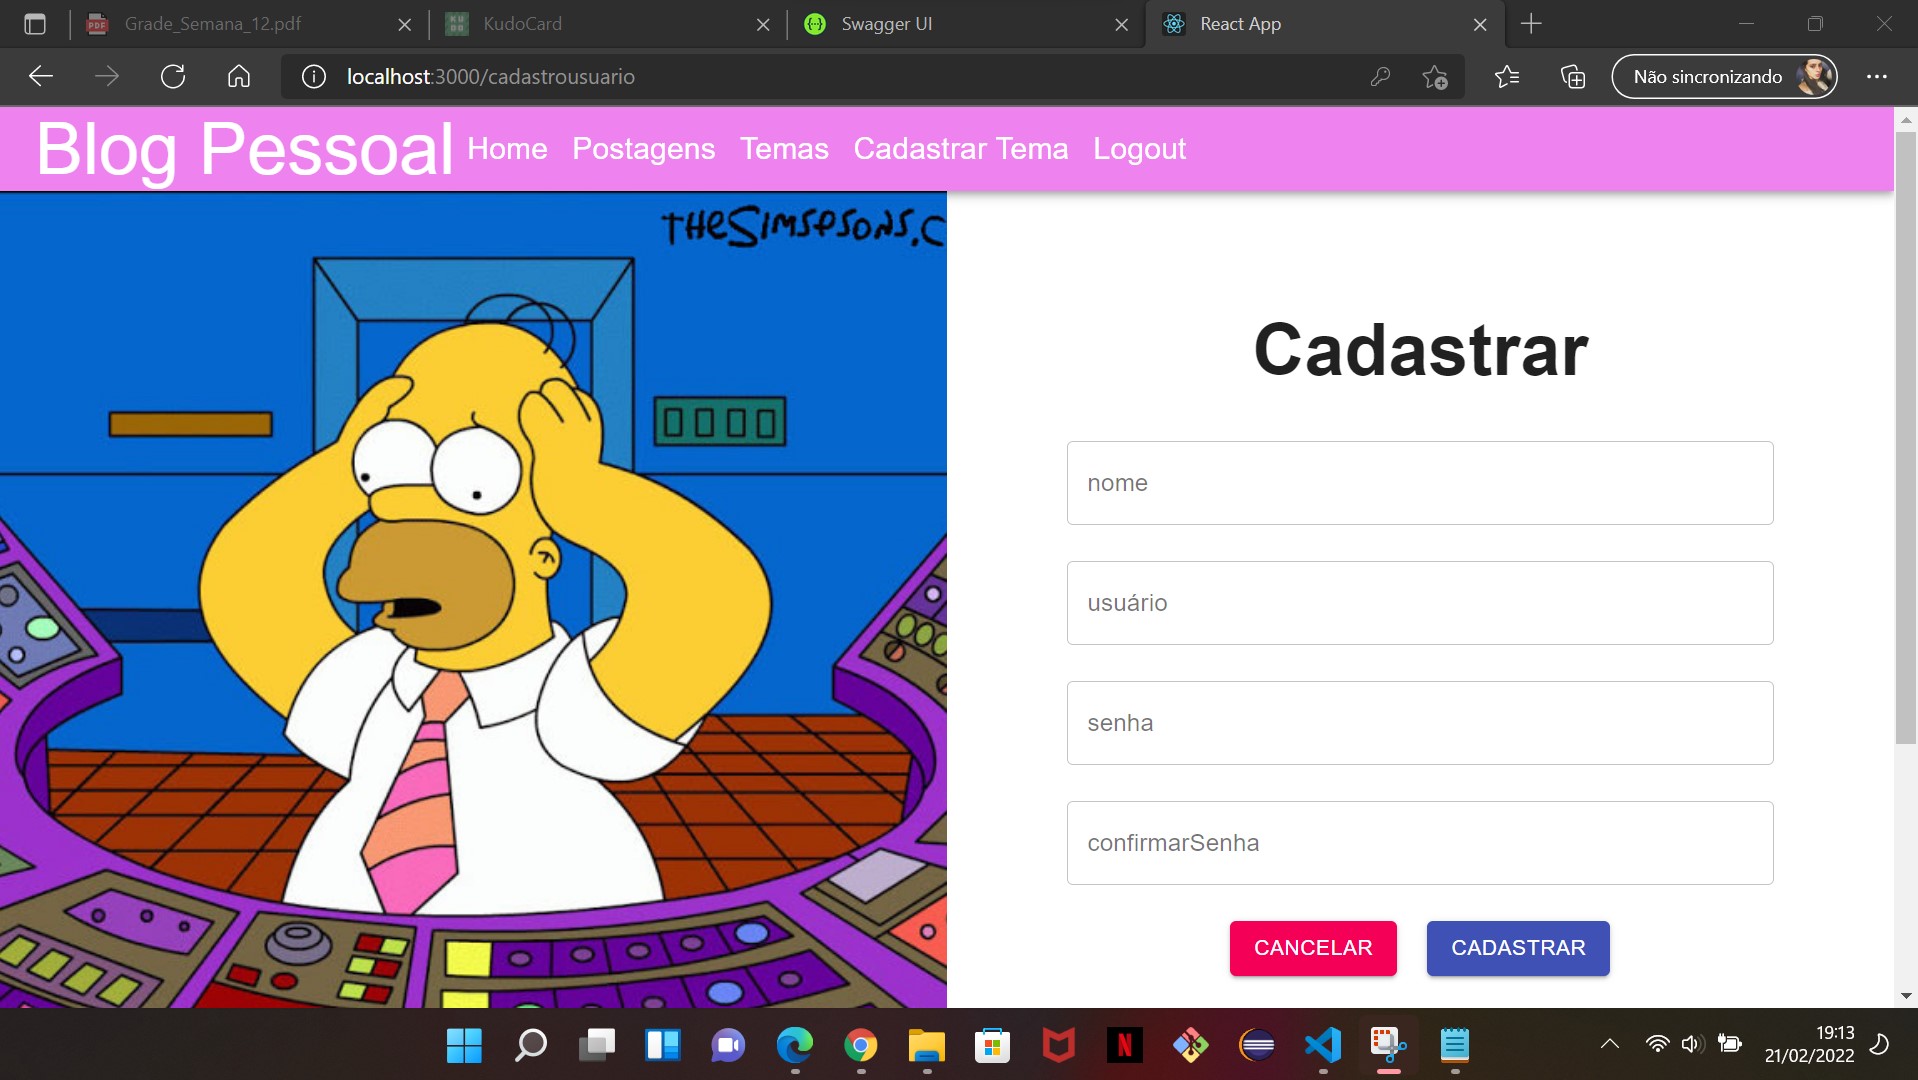 Grade_Semana_12.pdf
KudoCard
Swagger UI
React App
localhost:3000/cadastrousuario
Não sincronizando
Blog Pessoal Home Postagens Temas Cadastrar Tema Logout
THESIMSPSONS.C
Cadastrar
nome
usuário
senha
confirmarSenha
CANCELAR CADASTRAR
19:13
21/02/2022